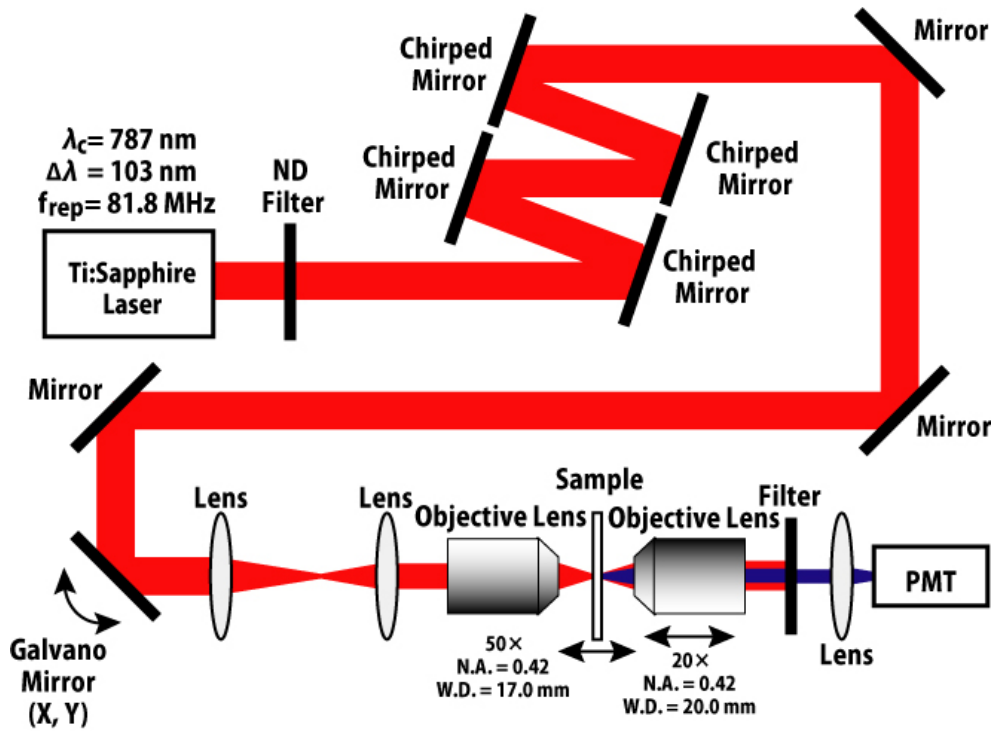 Mirror
Chirped
Mirror
λc= 787 nm
Δλ = 103 nm
frep= 81.8 MHz
ND
Filter
Chirped
Mirror
Chirped
Mirror
Chirped
Mirror
Ti:Sapphire
Laser
Mirror
Mirror
Lens
Lens
Sample
Filter
Objective Lens
Objective Lens
PMT
Galvano
Mirror
(X, Y)
50×
N.A. = 0.42
W.D. = 17.0 mm
20×
N.A. = 0.42
W.D. = 20.0 mm
Lens